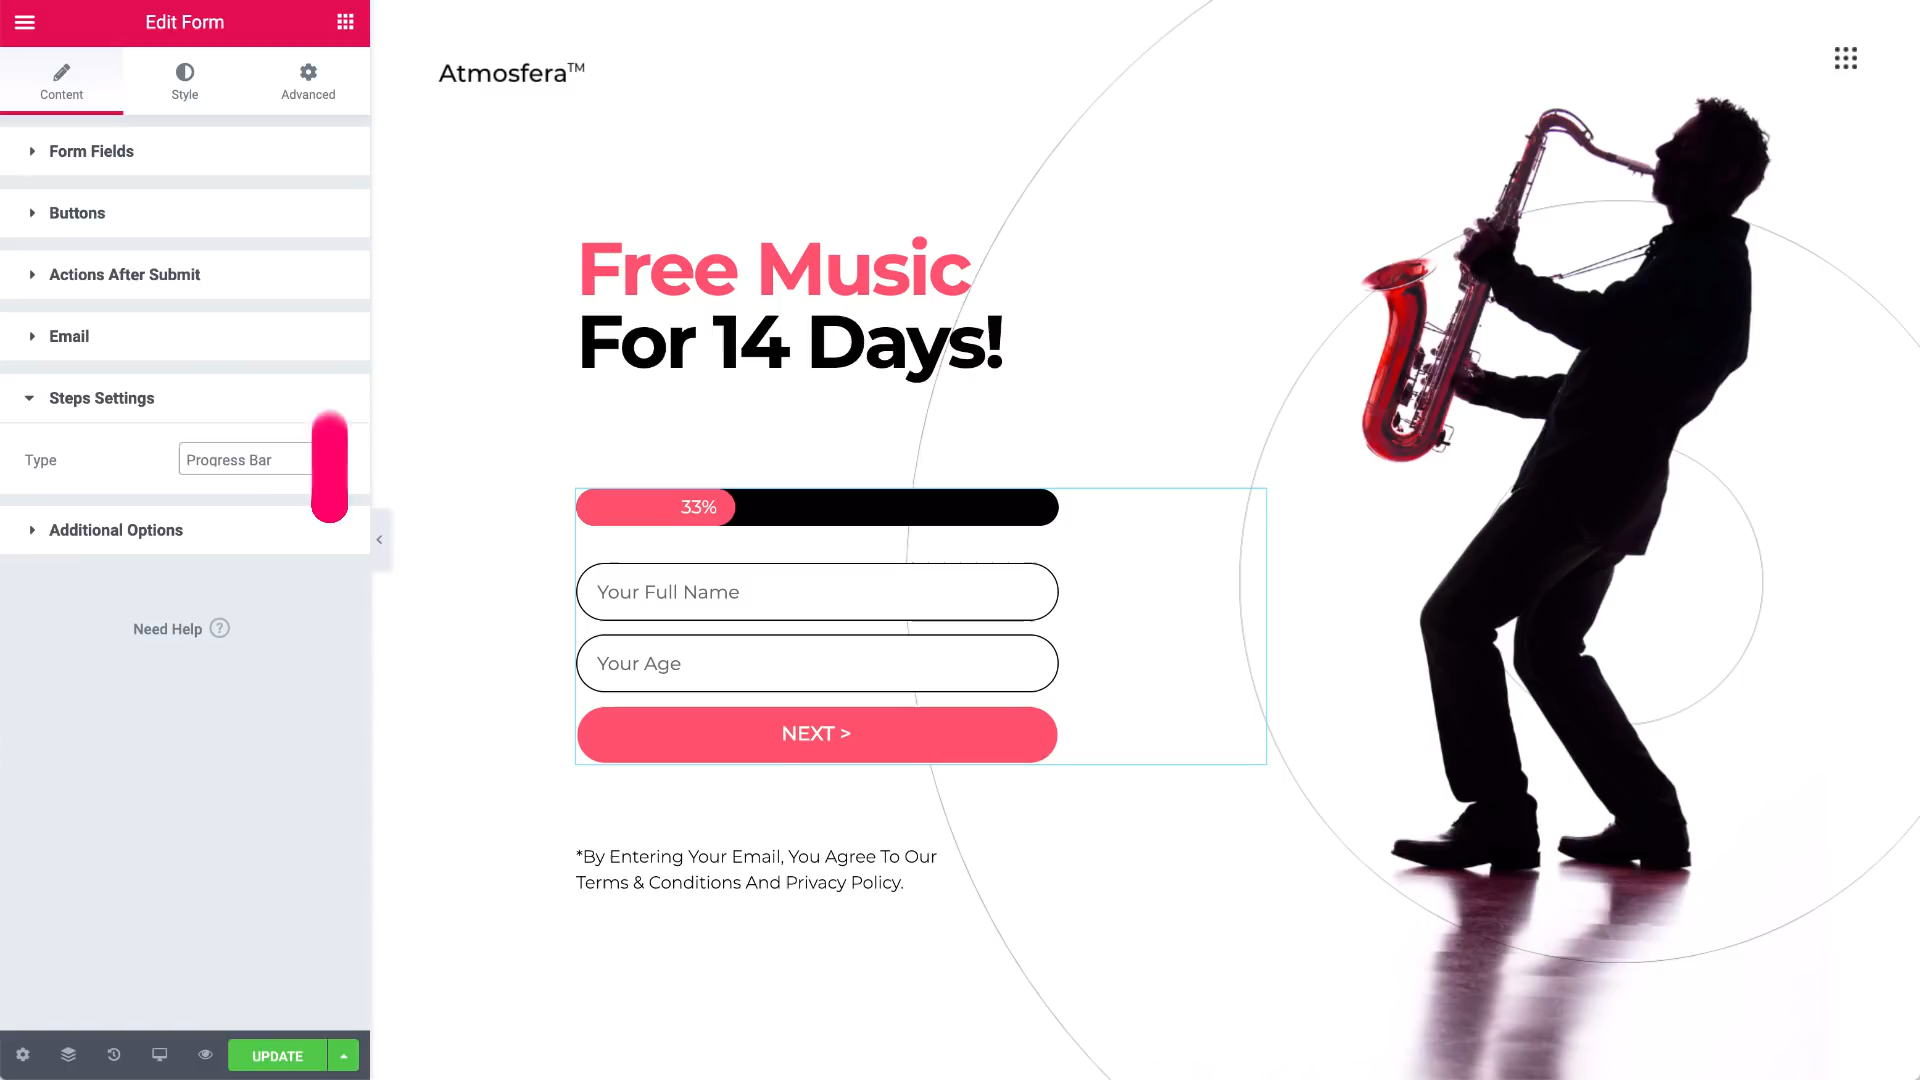 Edit Form
Content
Style
Advanced
Form Fields
Buttons
Actions After Submit
Email
Steps Settings
Type
Progress Bar
Additional Options
Need Help ?
UPDATE
Atmosfera™
Free Music
For 14 Days!
33%
Your Full Name
Your Age
NEXT >
*By Entering Your Email, You Agree To Our
Terms & Conditions And Privacy Policy.